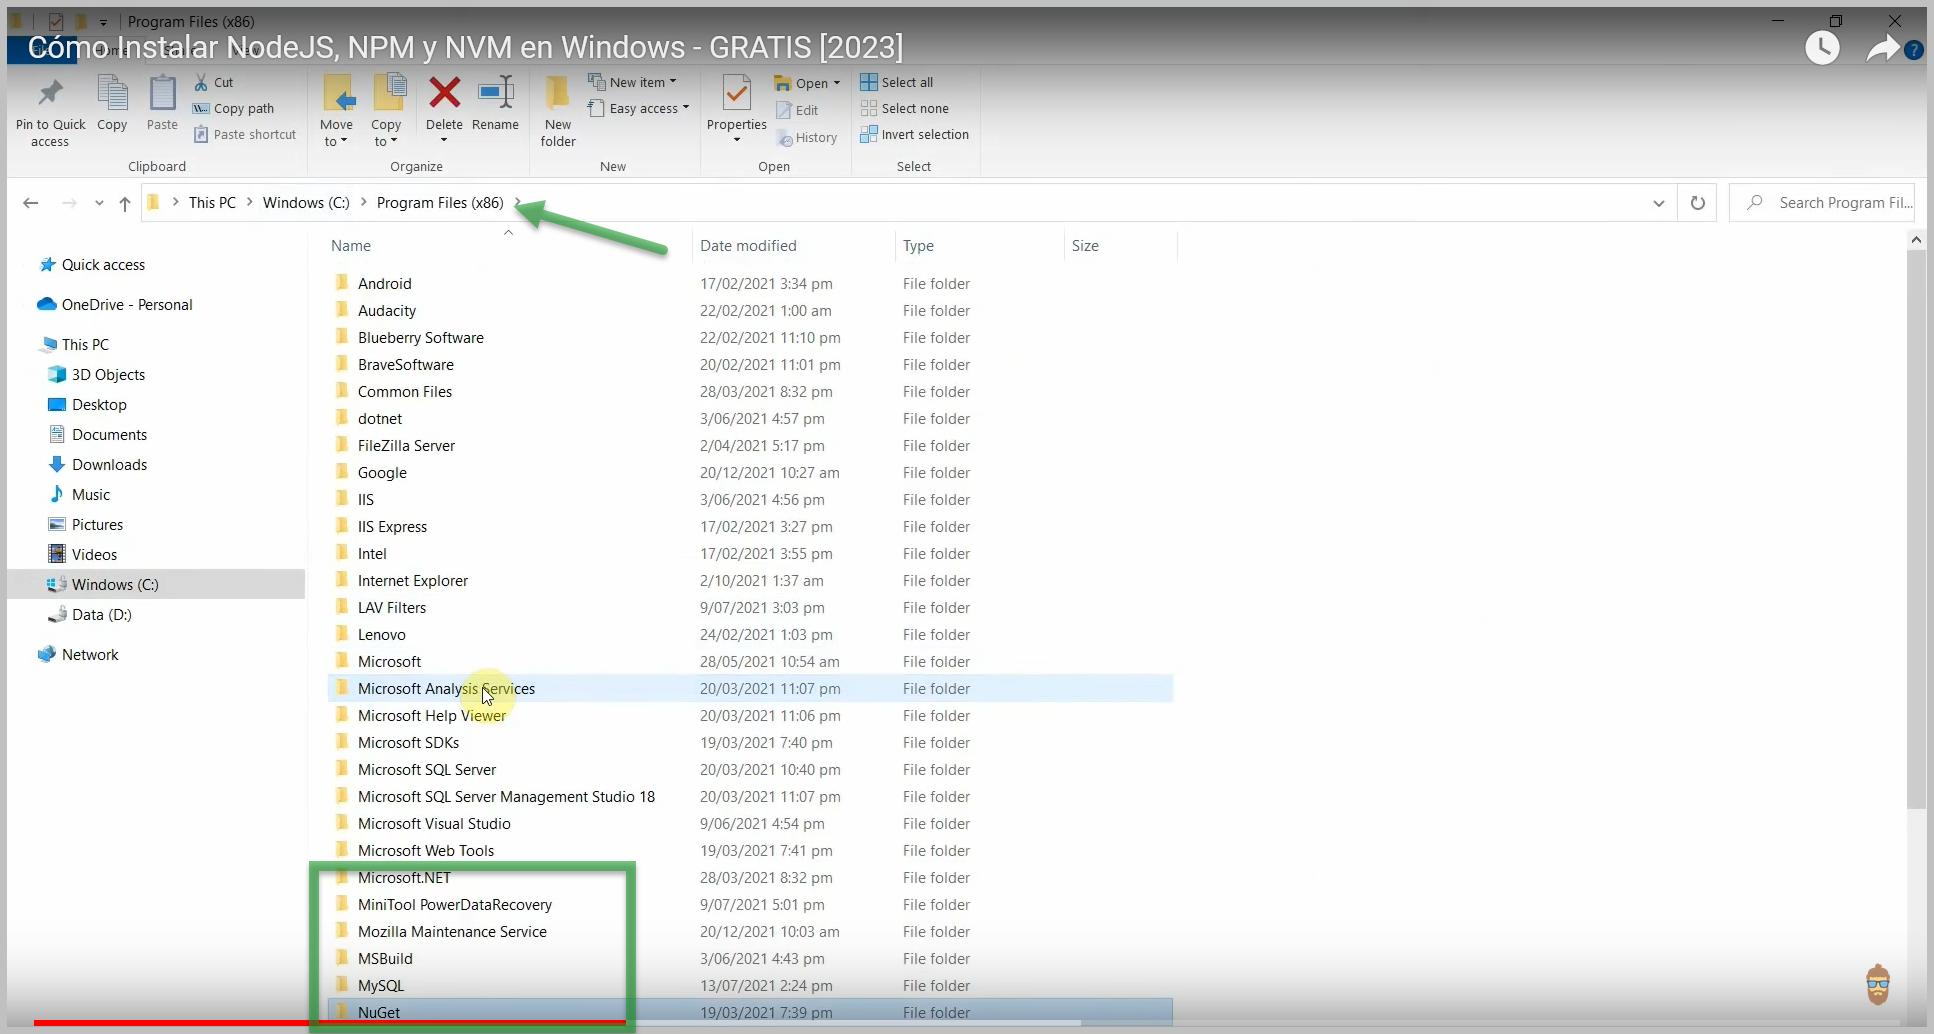 Program Files (x86)
Cómo Instalar NodeJS, NPM y NVM en Windows - GRATIS [2023]
Pin to Quick access
Copy
Paste
Cut
Copy path
Paste shortcut
Clipboard
Move to
Copy to
Delete
Rename
Organize
New folder
New item
Easy access
New
Properties
Open
Edit
History
Open
Select all
Select none
Invert selection
Select
This PC > Windows (C:) > Program Files (x86) >
Search Program Fil...
Quick access
OneDrive - Personal
This PC
3D Objects
Desktop
Documents
Downloads
Music
Pictures
Videos
Windows (C:)
Data (D:)
Network
Name Date modified Type Size
Android 17/02/2021 3:34 pm File folder
Audacity 22/02/2021 1:00 am File folder
Blueberry Software 22/02/2021 11:10 pm File folder
BraveSoftware 20/02/2021 11:01 pm File folder
Common Files 28/03/2021 8:32 pm File folder
dotnet 3/06/2021 4:57 pm File folder
FileZilla Server 2/04/2021 5:17 pm File folder
Google 20/12/2021 10:27 am File folder
IIS 3/06/2021 4:56 pm File folder
IIS Express 17/02/2021 3:27 pm File folder
Intel 17/02/2021 3:55 pm File folder
Internet Explorer 2/10/2021 1:37 am File folder
LAV Filters 9/07/2021 3:03 pm File folder
Lenovo 24/02/2021 1:03 pm File folder
Microsoft 28/05/2021 10:54 am File folder
Microsoft Analysis Services 20/03/2021 11:07 pm File folder
Microsoft Help Viewer 20/03/2021 11:06 pm File folder
Microsoft SDKs 19/03/2021 7:40 pm File folder
Microsoft SQL Server 20/03/2021 10:40 pm File folder
Microsoft SQL Server Management Studio 18 20/03/2021 11:07 pm File folder
Microsoft Visual Studio 9/06/2021 4:54 pm File folder
Microsoft Web Tools 19/03/2021 7:41 pm File folder
Microsoft.NET 28/03/2021 8:32 pm File folder
MiniTool PowerDataRecovery 9/07/2021 5:01 pm File folder
Mozilla Maintenance Service 20/12/2021 10:03 am File folder
MSBuild 3/06/2021 4:43 pm File folder
MySQL 13/07/2021 2:24 pm File folder
NuGet 19/03/2021 7:39 pm File folder